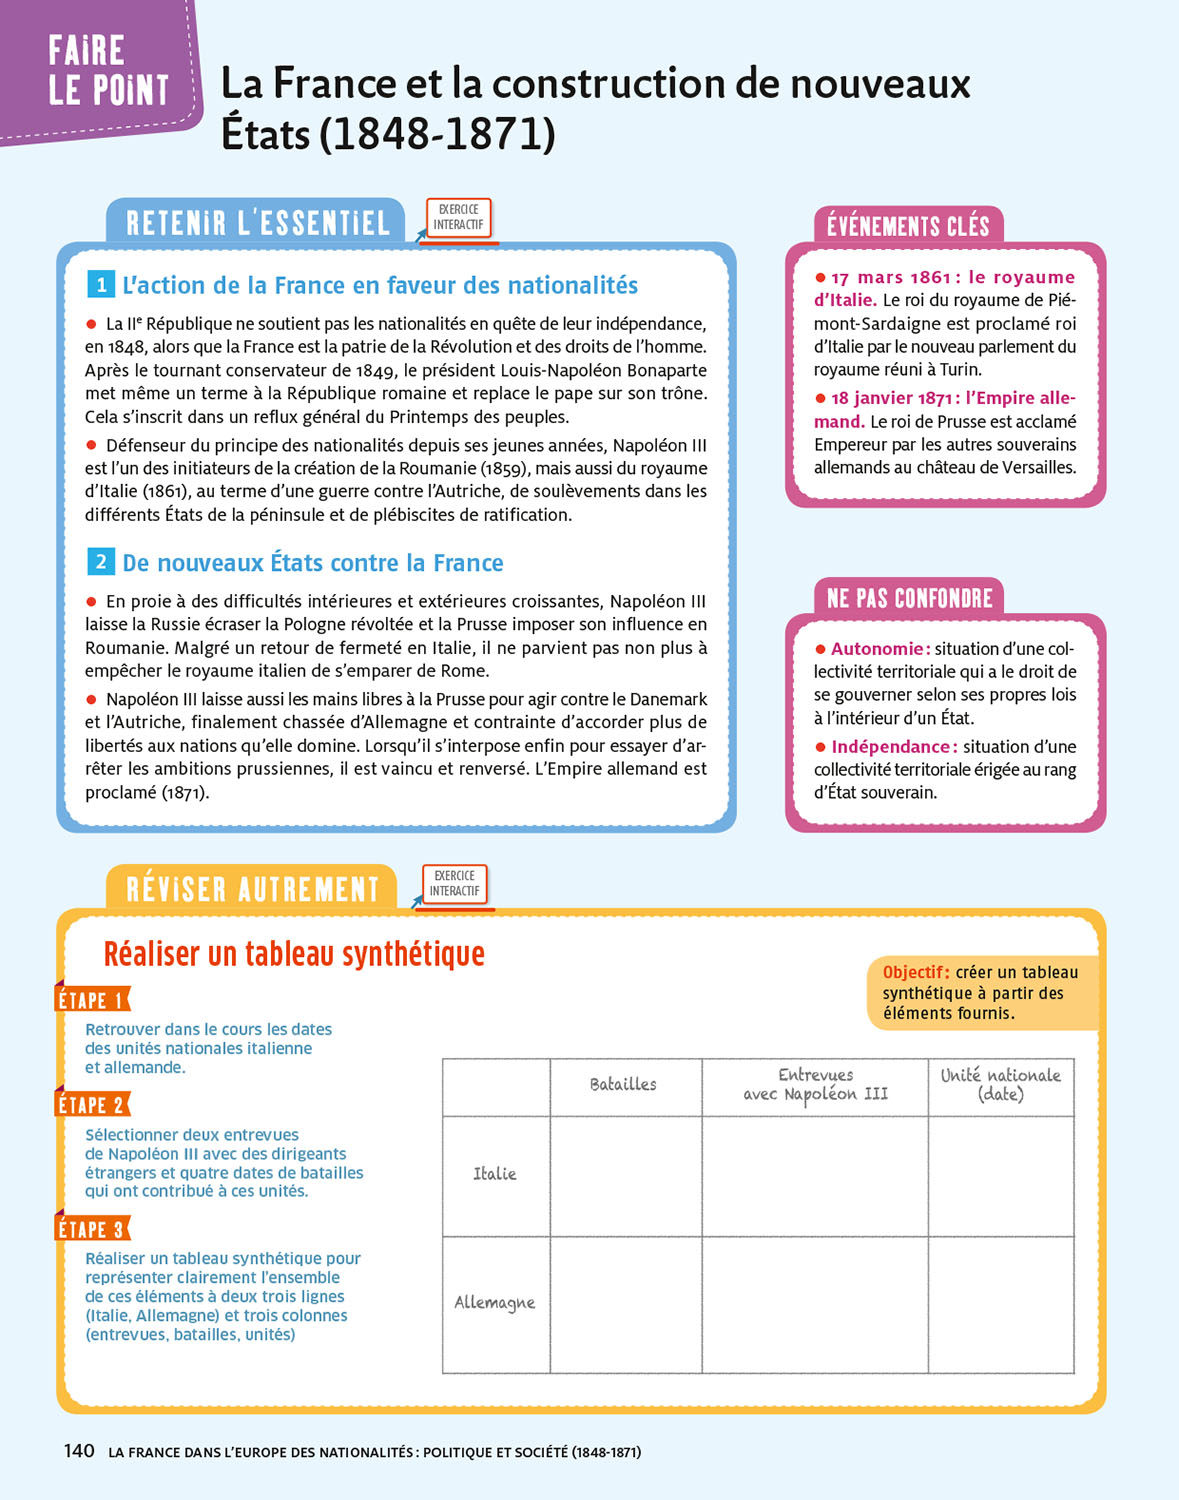 FAIRE
LE POINT
La France et la construction de nouveaux
États (1848-1871)
RETENIR L'ESSENTIEL
EXERCICE
INTERACTIF
1 L'action de la France en faveur des nationalités
● La IIe République ne soutient pas les nationalités en quête de leur indépendance,
en 1848, alors que la France est la patrie de la Révolution et des droits de l'homme.
Après le tournant conservateur de 1849, le président Louis-Napoléon Bonaparte
met même un terme à la République romaine et replace le pape sur son trône.
Cela s'inscrit dans un reflux général du Printemps des peuples.
● Défenseur du principe des nationalités depuis ses jeunes années, Napoléon III
est l'un des initiateurs de la création de la Roumanie (1859), mais aussi du royaume
d'Italie (1861), au terme d'une guerre contre l'Autriche, de soulèvements dans les
différents États de la péninsule et de plébiscites de ratification.
2 De nouveaux États contre la France
● En proie à des difficultés intérieures et extérieures croissantes, Napoléon III
laisse la Russie écraser la Pologne révoltée et la Prusse imposer son influence en
Roumanie. Malgré un retour de fermeté en Italie, il ne parvient pas non plus à
empêcher le royaume italien de s'emparer de Rome.
● Napoléon III laisse aussi les mains libres à la Prusse pour agir contre le Danemark
et l'Autriche, finalement chassée d'Allemagne et contrainte d'accorder plus de
libertés aux nations qu'elle domine. Lorsqu'il s'interpose enfin pour essayer d'ar-
rêter les ambitions prussiennes, il est vaincu et renversé. L'Empire allemand est
proclamé (1871).
ÉVÉNEMENTS CLÉS
● 17 mars 1861 : le royaume
d'Italie. Le roi du royaume de Pié-
mont-Sardaigne est proclamé roi
d'Italie par le nouveau parlement du
royaume réuni à Turin.
● 18 janvier 1871 : l'Empire alle-
mand. Le roi de Prusse est acclamé
Empereur par les autres souverains
allemands au château de Versailles.
NE PAS CONFONDRE
● Autonomie : situation d'une col-
lectivité territoriale qui a le droit de
se gouverner selon ses propres lois
à l'intérieur d'un État.
● Indépendance : situation d'une
collectivité territoriale érigée au rang
d'État souverain.
RÉVISER AUTREMENT
EXERCICE
INTERACTIF
Réaliser un tableau synthétique
Objectif : créer un tableau
synthétique à partir des
éléments fournis.
ÉTAPE 1
Retrouver dans le cours les dates
des unités nationales italienne
et allemande.
ÉTAPE 2
Sélectionner deux entrevues
de Napoléon III avec des dirigeants
étrangers et quatre dates de batailles
qui ont contribué à ces unités.
ÉTAPE 3
Réaliser un tableau synthétique pour
représenter clairement l'ensemble
de ces éléments à deux trois lignes
(Italie, Allemagne) et trois colonnes
(entrevues, batailles, unités)
Batailles
Entrevues
avec Napoléon III
Unité nationale
(date)
Italie
Allemagne
140 LA FRANCE DANS L'EUROPE DES NATIONALITÉS : POLITIQUE ET SOCIÉTÉ (1848-1871)